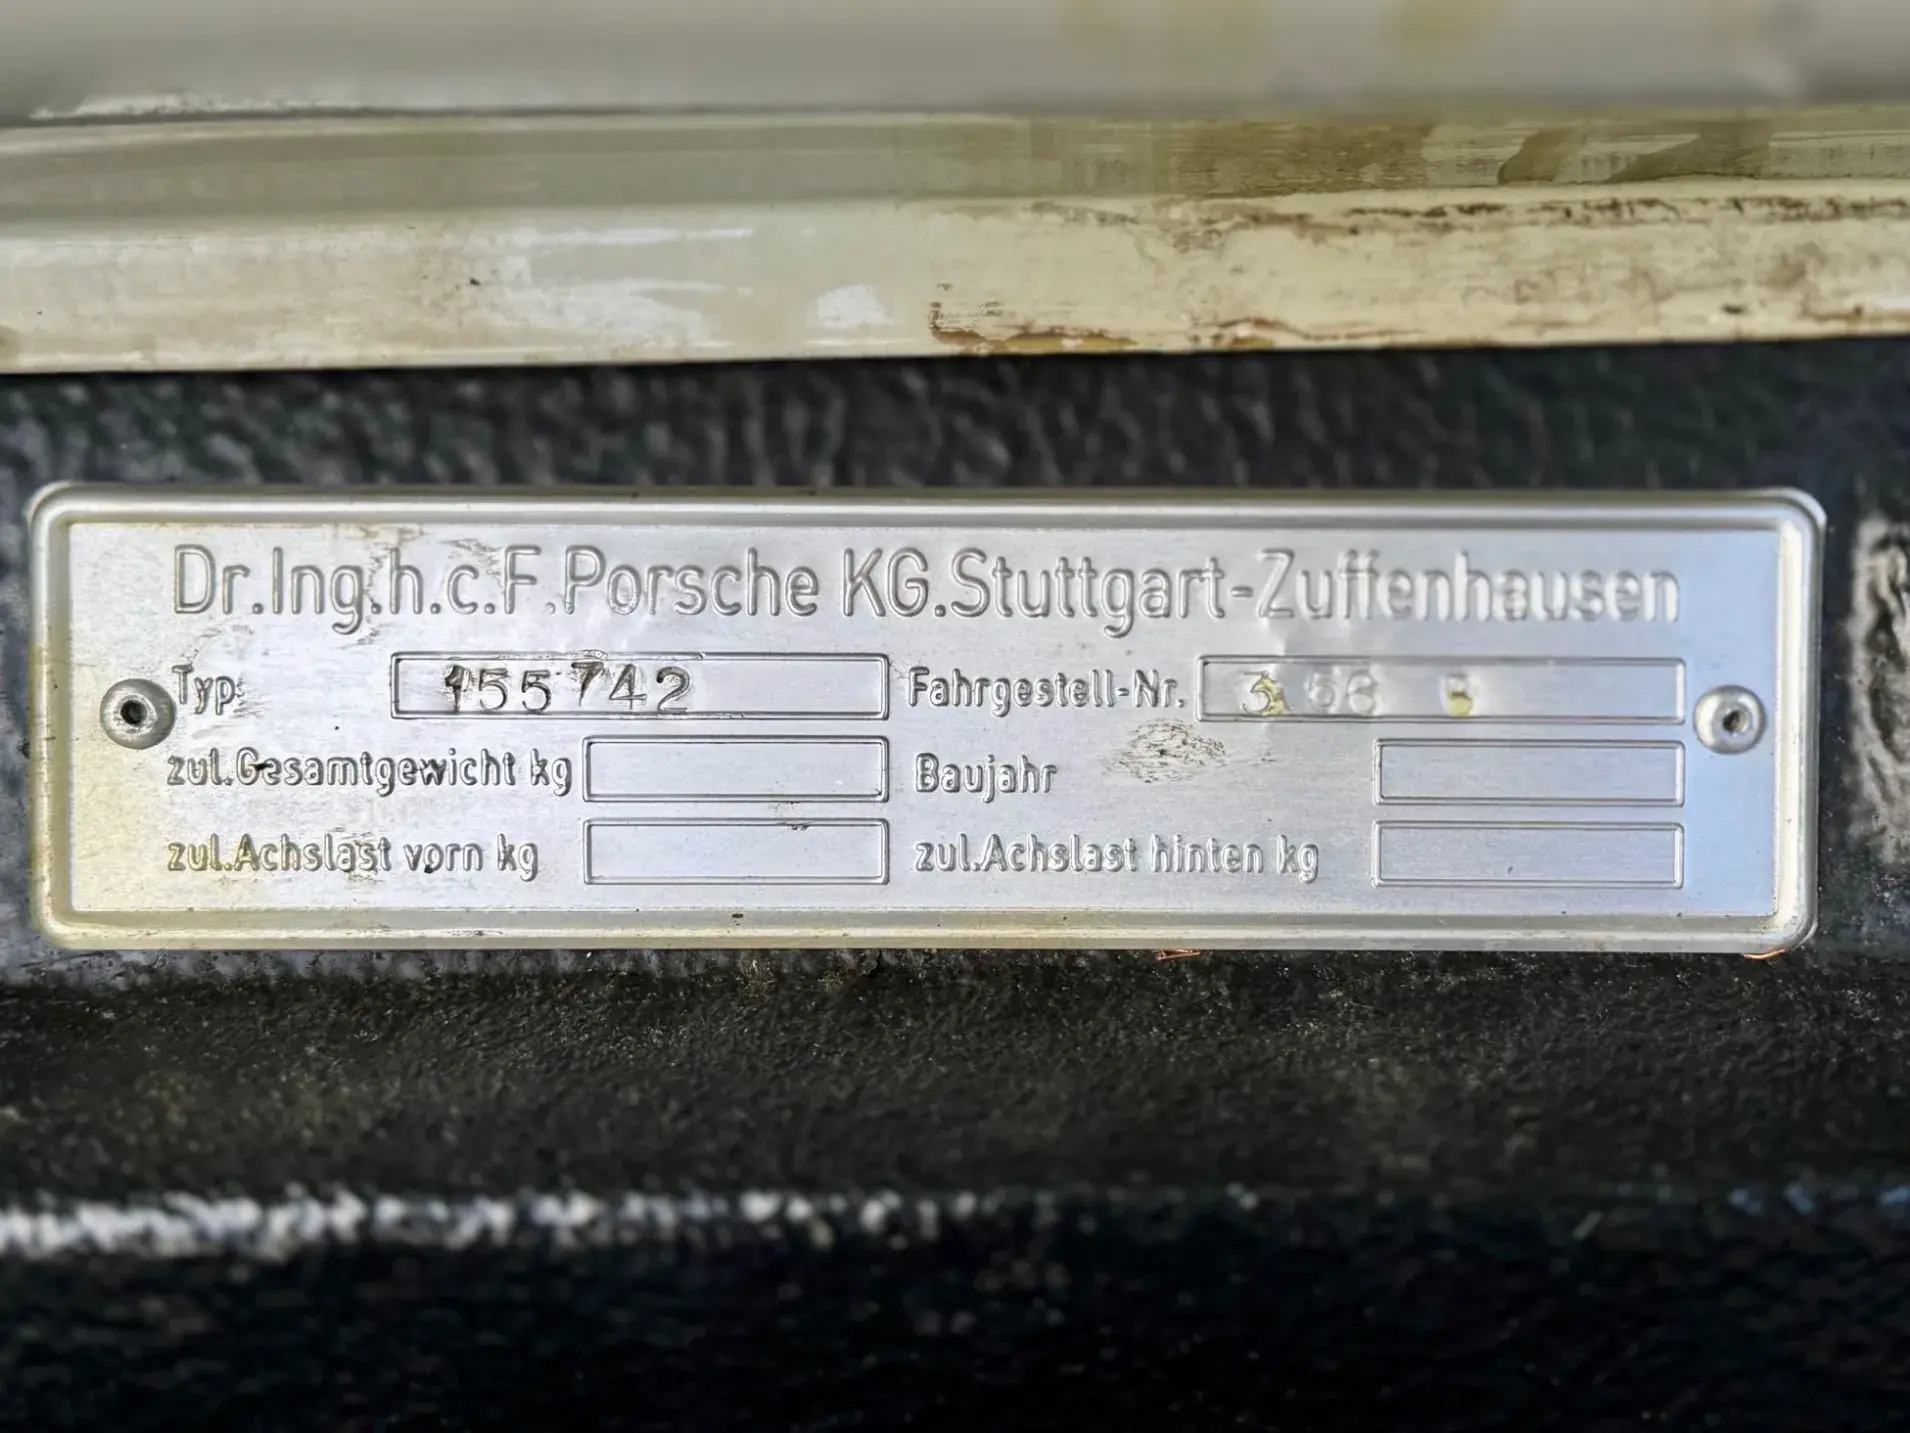 Dr.Ing.h.c.F.Porsche KG.Stuttgart-Zuffenhausen
Typ: 155742 Fahrgestell-Nr. 356
zul.Gesamtgewicht kg Baujahr
zul.Achslast vorn kg zul.Achslast hinten kg